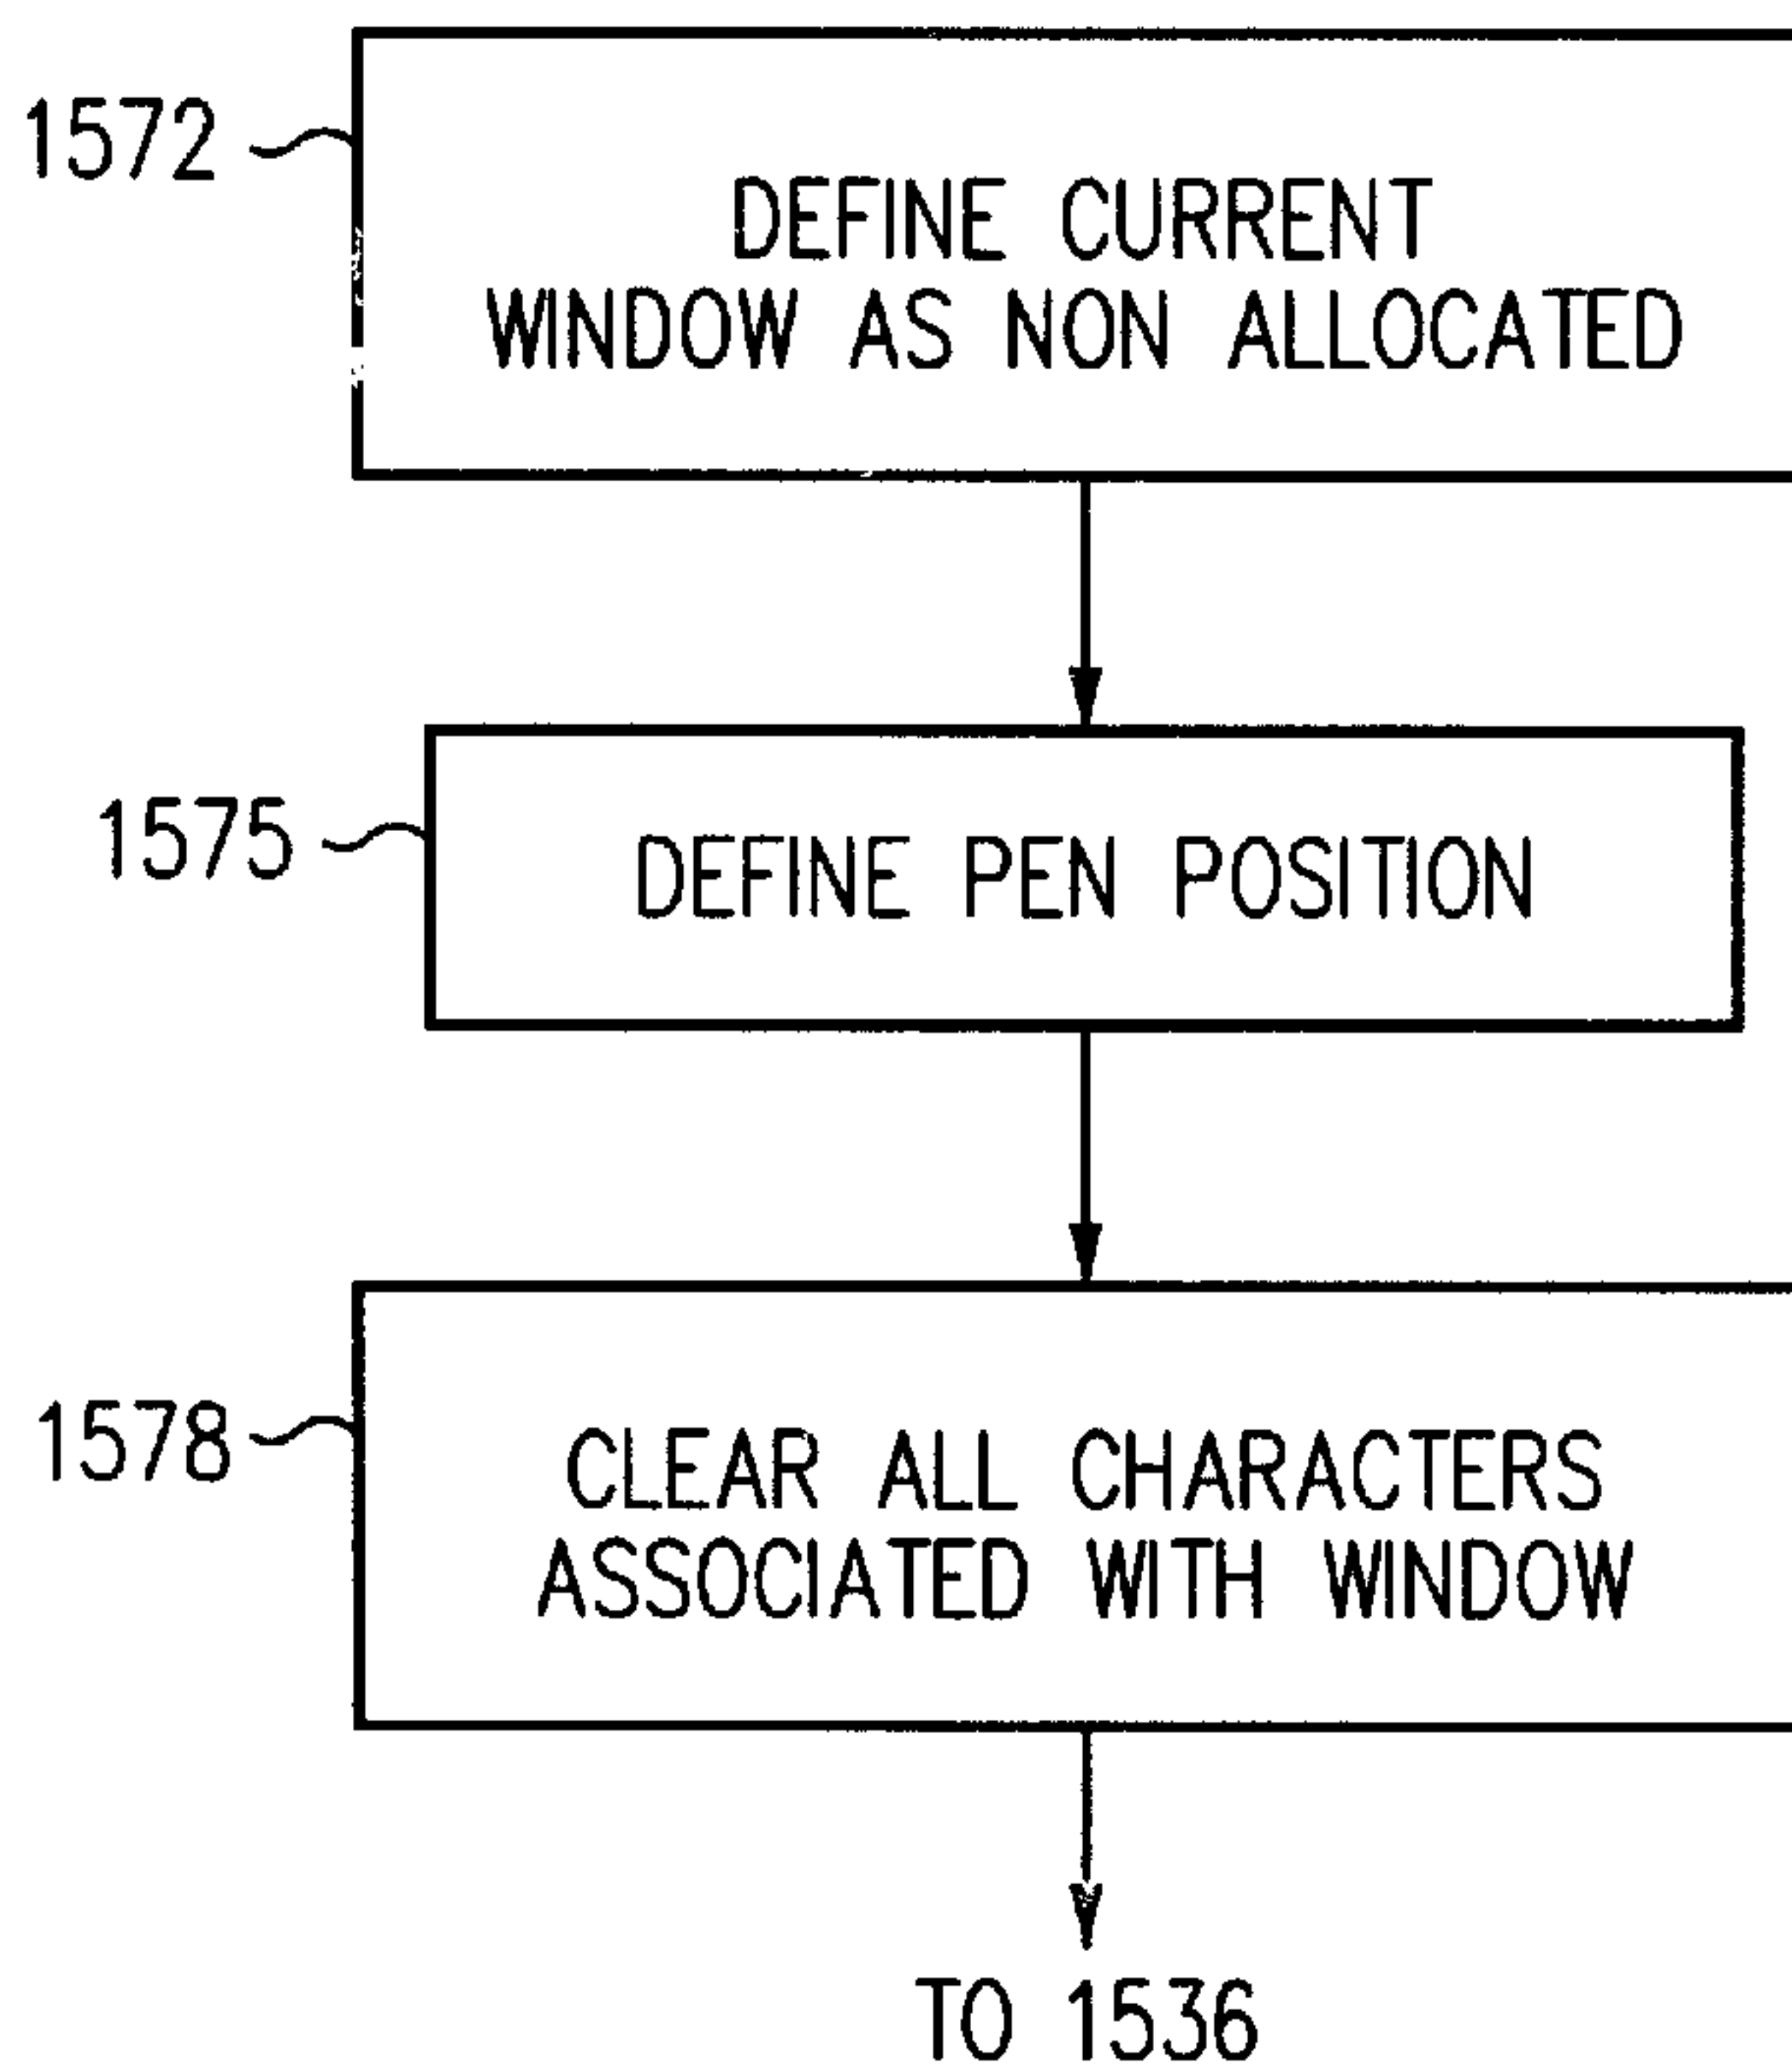 1572
DEFINE CURRENT
WINDOW AS NON ALLOCATED
1575
DEFINE PEN POSITION
1578
CLEAR ALL CHARACTERS
ASSOCIATED WITH WINDOW
TO 1536